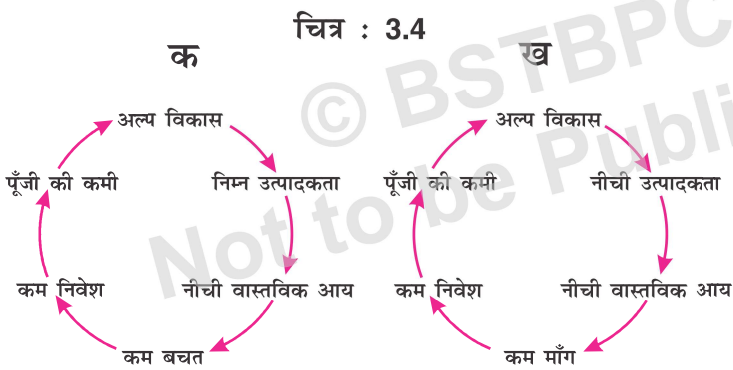 चित्र : 3.4
क
अल्प विकास
निम्न उत्पादकता
नीची वास्तविक आय
कम बचत
कम निवेश
पूँजी की कमी
ख
अल्प विकास
नीची उत्पादकता
नीची वास्तविक आय
कम माँग
कम निवेश
पूँजी की कमी
© BSTBPC
Not to be Publi